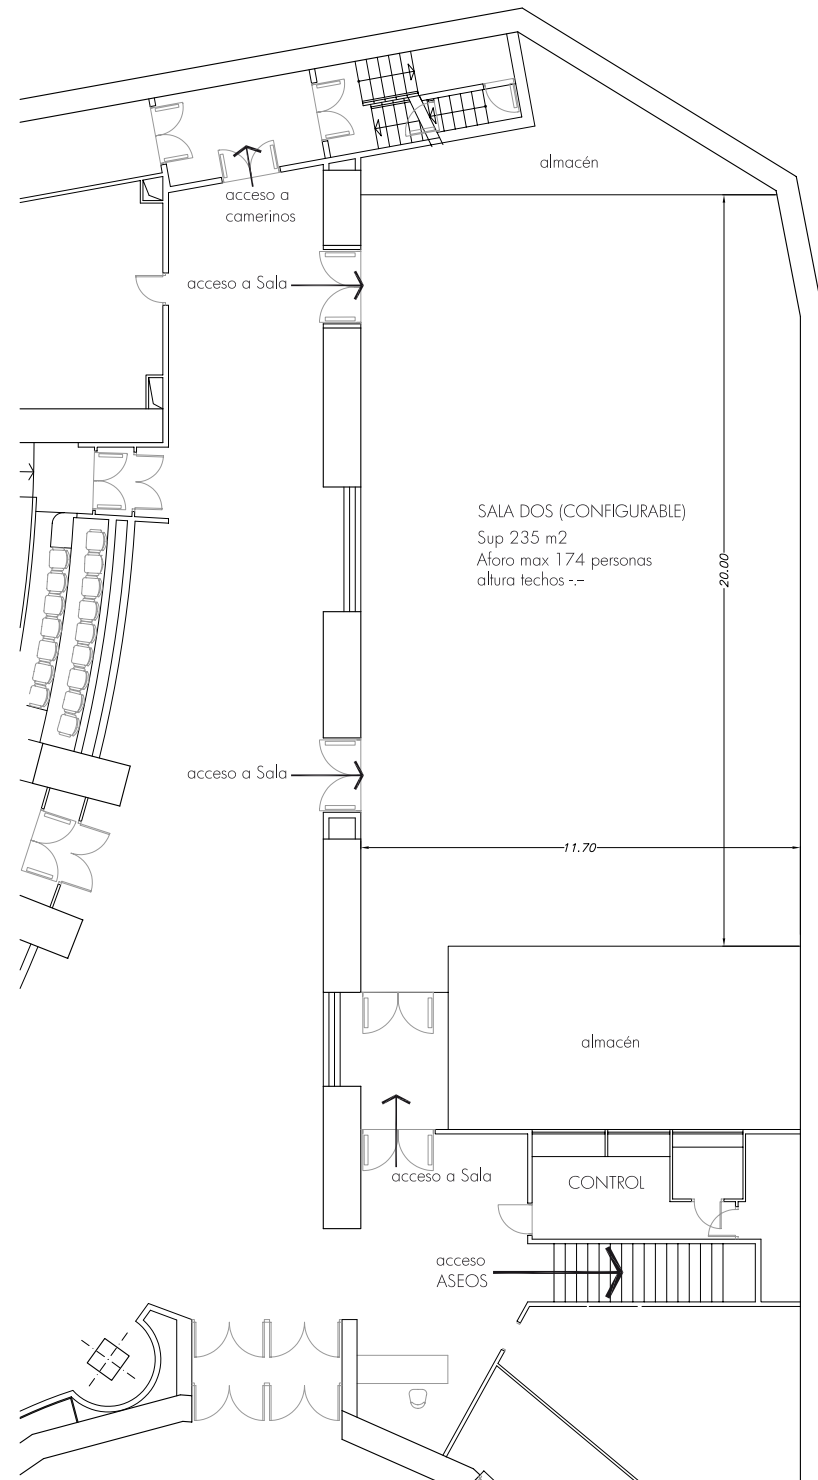 almacén
acceso a
camerinos
acceso a Sala
SALA DOS (CONFIGURABLE)
Sup 235 m2
Aforo max 174 personas
altura techos -.-
20.00
acceso a Sala
11.70
almacén
acceso a Sala
CONTROL
acceso
ASEOS